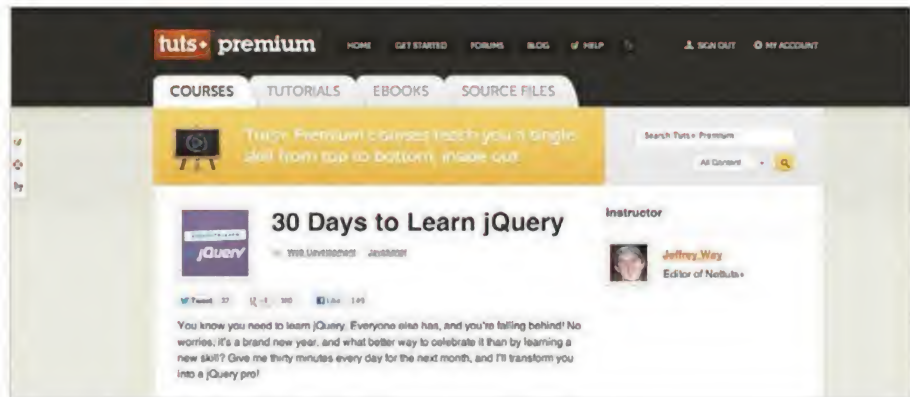 tuts+ premium
HOME GET STARTED FORUMS BLOG HELP SIGN OUT MY ACCOUNT
COURSES TUTORIALS EBOOKS SOURCE FILES
Tuts+ Premium courses teach you a single
skill from top to bottom, inside out.
Search Tuts+ Premium
All Content
30 Days to Learn jQuery
jQuery
Web Development JavaScript
Instructor
Jeffrey Way
Editor of Nettuts+
Tweet 37 Like 149
You know you need to learn jQuery. Everyone else has, and you're falling behind! No
worries; it's a brand new year, and what better way to celebrate it than by learning a
new skill? Give me thirty minutes every day for the next month, and I'll transform you
into a jQuery pro!